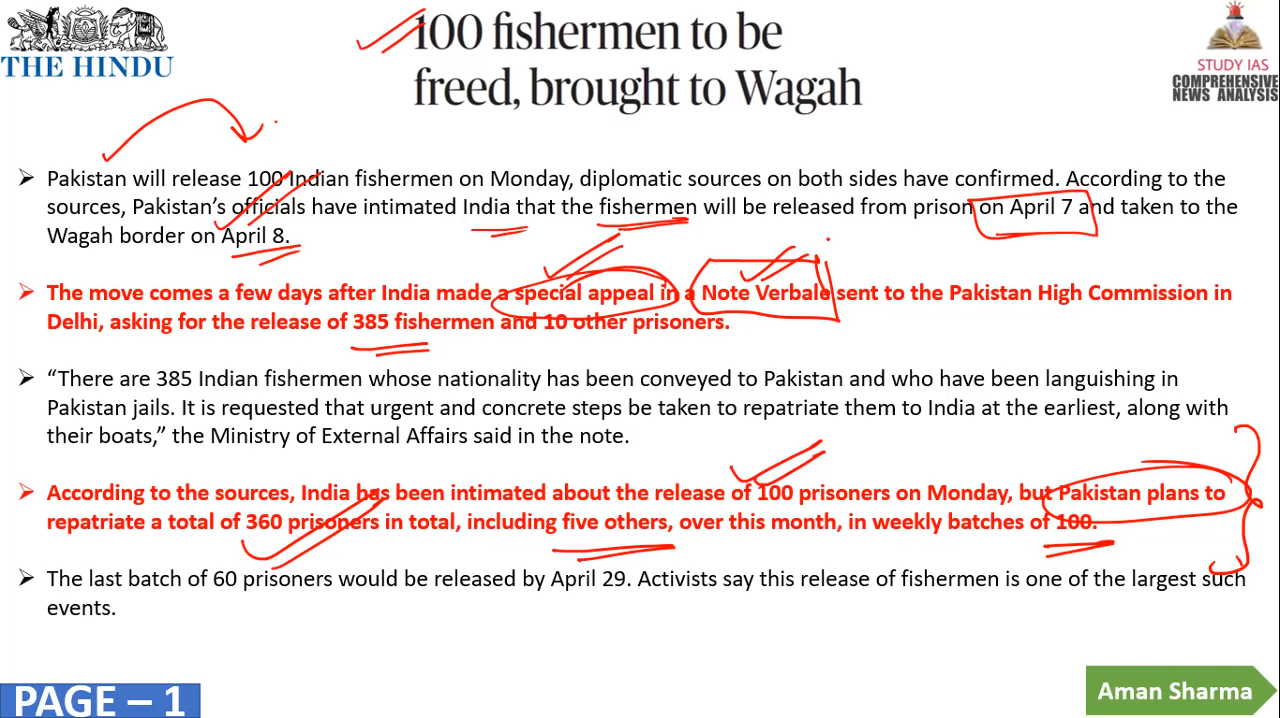 THE HINDU
100 fishermen to be
freed, brought to Wagah
STUDY IAS
COMPREHENSIVE
NEWS ANALYSIS
➢ Pakistan will release 100 Indian fishermen on Monday, diplomatic sources on both sides have confirmed. According to the
sources, Pakistan's officials have intimated India that the fishermen will be released from prison on April 7 and taken to the
Wagah border on April 8.
➢ The move comes a few days after India made a special appeal in a Note Verbale sent to the Pakistan High Commission in
Delhi, asking for the release of 385 fishermen and 10 other prisoners.
➢ “There are 385 Indian fishermen whose nationality has been conveyed to Pakistan and who have been languishing in
Pakistan jails. It is requested that urgent and concrete steps be taken to repatriate them to India at the earliest, along with
their boats,” the Ministry of External Affairs said in the note.
➢ According to the sources, India has been intimated about the release of 100 prisoners on Monday, but Pakistan plans to
repatriate a total of 360 prisoners in total, including five others, over this month, in weekly batches of 100.
➢ The last batch of 60 prisoners would be released by April 29. Activists say this release of fishermen is one of the largest such
events.
PAGE – 1
Aman Sharma